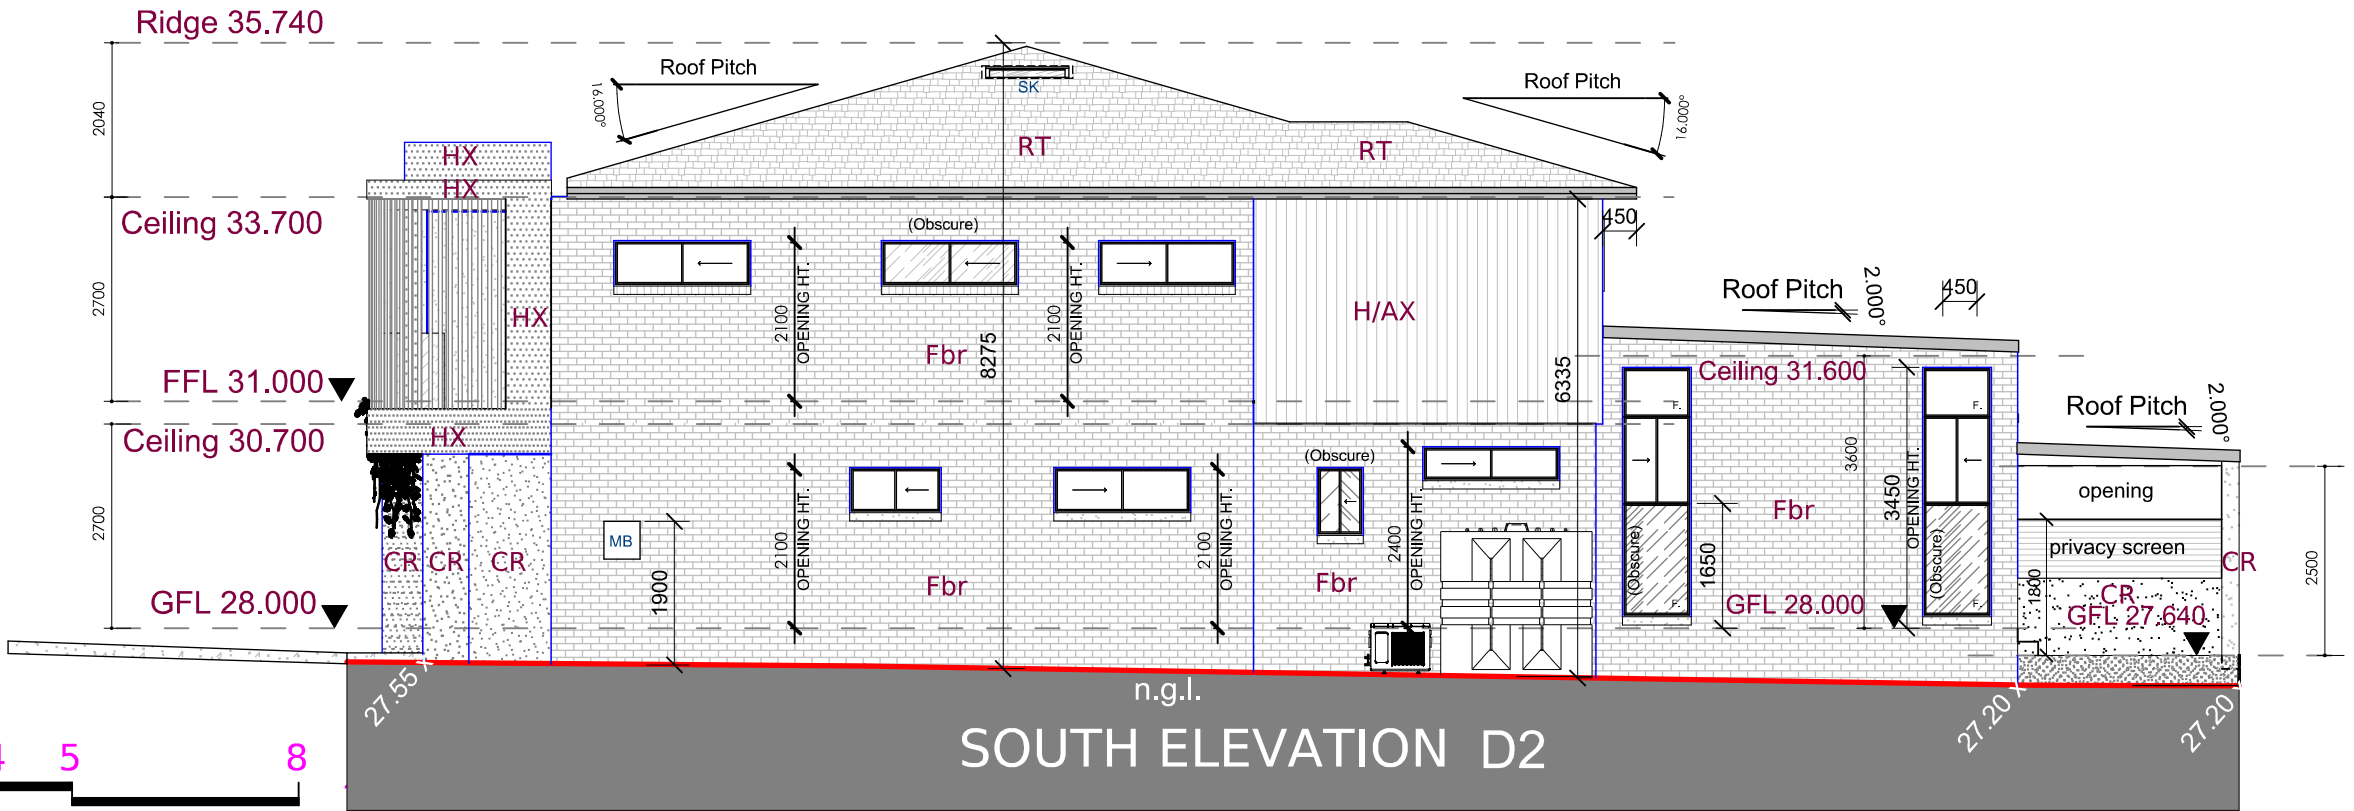 Ridge 35.740
Roof Pitch
Roof Pitch
16.000°
16.000°
SK
2040
HX
RT
RT
HX
Ceiling 33.700
(Obscure)
450
2700
HX
2100
OPENING HT.
Fbr
8275
2100
OPENING HT.
H/AX
Roof Pitch
2.000°
450
FFL 31.000
6335
Ceiling 31.600
F.
F.
Roof Pitch
2.000°
Ceiling 30.700
HX
(Obscure)
2700
MB
1900
2100
OPENING HT.
2100
OPENING HT.
2400
OPENING HT.
3600
3450
OPENING HT.
opening
privacy screen
2500
CR
CR
CR
Fbr
Fbr
Fbr
(Obscure)
1650
(Obscure)
1800
CR
CR
GFL 28.000
F.
GFL 28.000
F.
GFL 27.640
27.55 x
n.g.l.
27.20 x
27.20
SOUTH ELEVATION D2
4 5 8